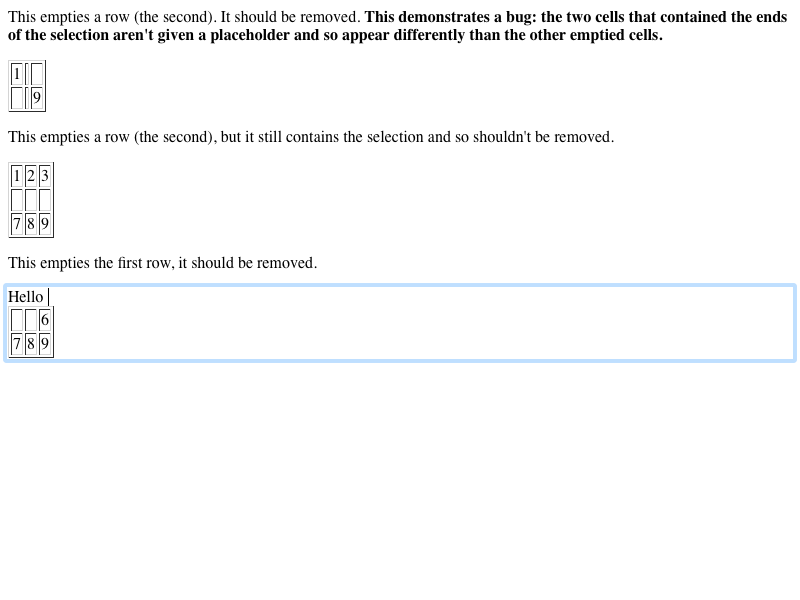 This empties a row (the second). It should be removed. This demonstrates a bug: the two cells that contained the ends
of the selection aren't given a placeholder and so appear differently than the other emptied cells.
1
9
This empties a row (the second), but it still contains the selection and so shouldn't be removed.
1 2 3
7 8 9
This empties the first row, it should be removed.
Hello
6
7 8 9